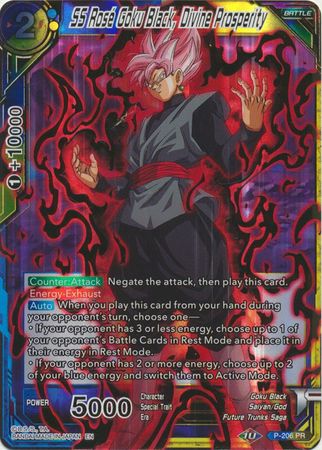 2
SS Rosé Goku Black, Divine Prosperity
BATTLE
1 +10000
Counter:Attack Negate the attack, then play this card.
Energy-Exhaust
Auto When you play this card from your hand during
your opponent's turn, choose one—
• If your opponent has 3 or less energy, choose up to 1 of
your opponent's Battle Cards in Rest Mode and place it in
their energy in Rest Mode.
• If your opponent has 2 or more energy, choose up to 2
of your blue energy and switch them to Active Mode.
POWER 5000
Character Goku Black
Special Trait Saiyan/God
Era Future Trunks Saga
©B.S./S., T.A.
BANDAI MADE IN JAPAN EN
P-206 PR